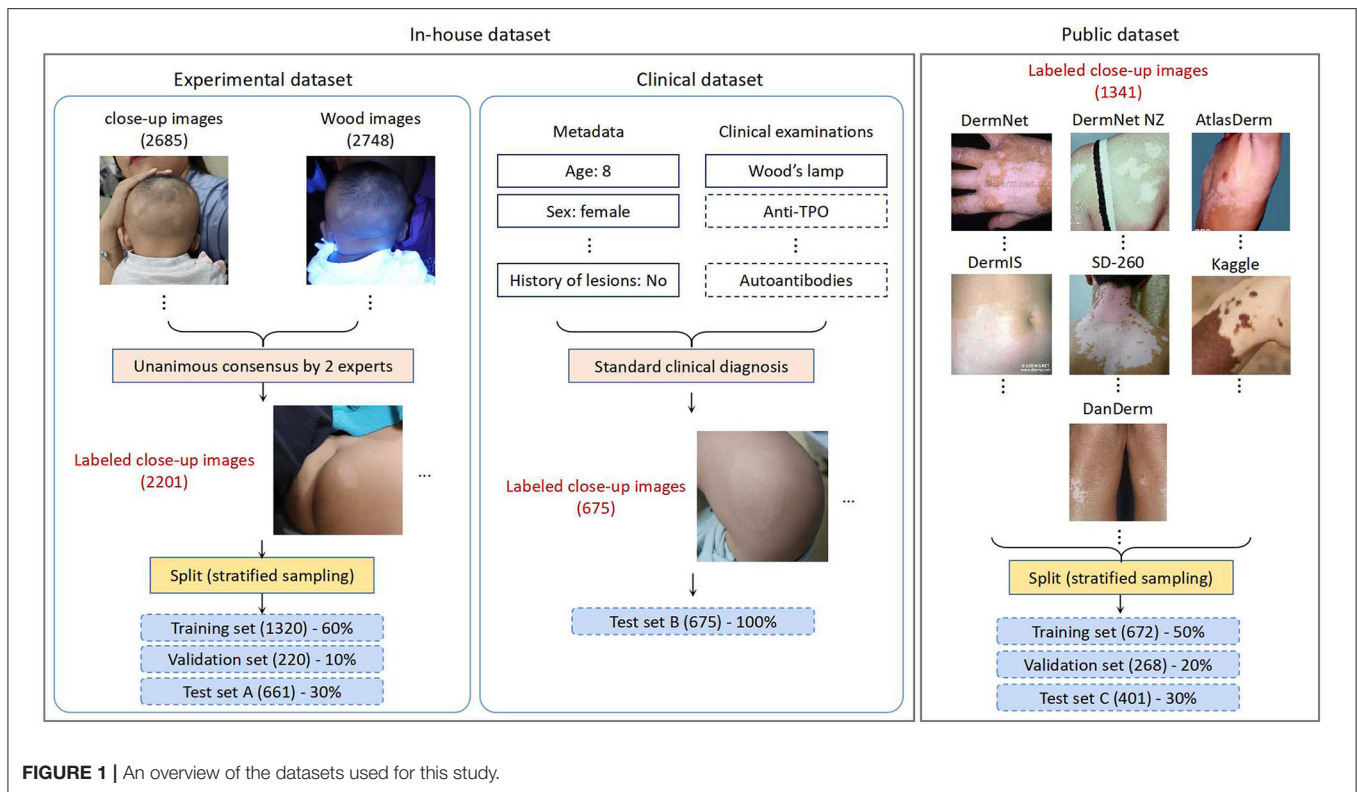 In-house dataset
Public dataset
Experimental dataset
close-up images
(2685)
Wood images
(2748)
⋮
⋮
Unanimous consensus by 2 experts
Labeled close-up images
(2201)
...
Split (stratified sampling)
Training set (1320) - 60%
Validation set (220) - 10%
Test set A (661) - 30%
Clinical dataset
Metadata
Age: 8
Sex: female
⋮
History of lesions: No
Clinical examinations
Wood's lamp
Anti-TPO
⋮
Autoantibodies
Standard clinical diagnosis
Labeled close-up images
(675)
...
Test set B (675) - 100%
Labeled close-up images
(1341)
DermNet
DermNet NZ
AtlasDerm
⋮
⋮
⋮
DermIS
SD-260
Kaggle
⋮
⋮
⋮
DanDerm
⋮
Split (stratified sampling)
Training set (672) - 50%
Validation set (268) - 20%
Test set C (401) - 30%
FIGURE 1 | An overview of the datasets used for this study.